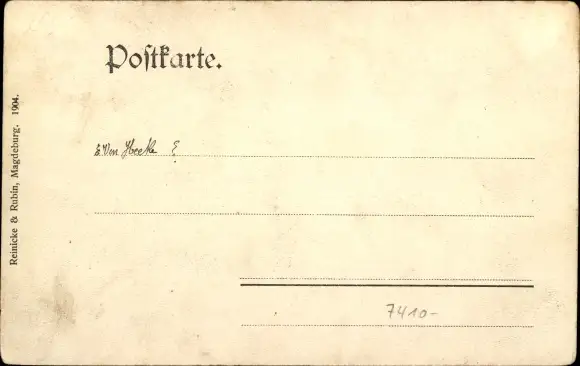 Postkarte.
Reinicke & Rubin, Magdeburg. 1904.
7410-